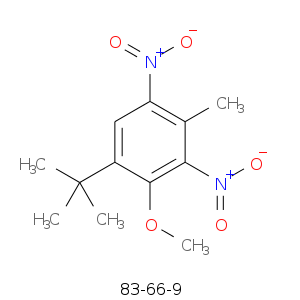 O N+ O−
CH3
H3C
N+ O−
H3C CH3 O
O CH3
83-66-9